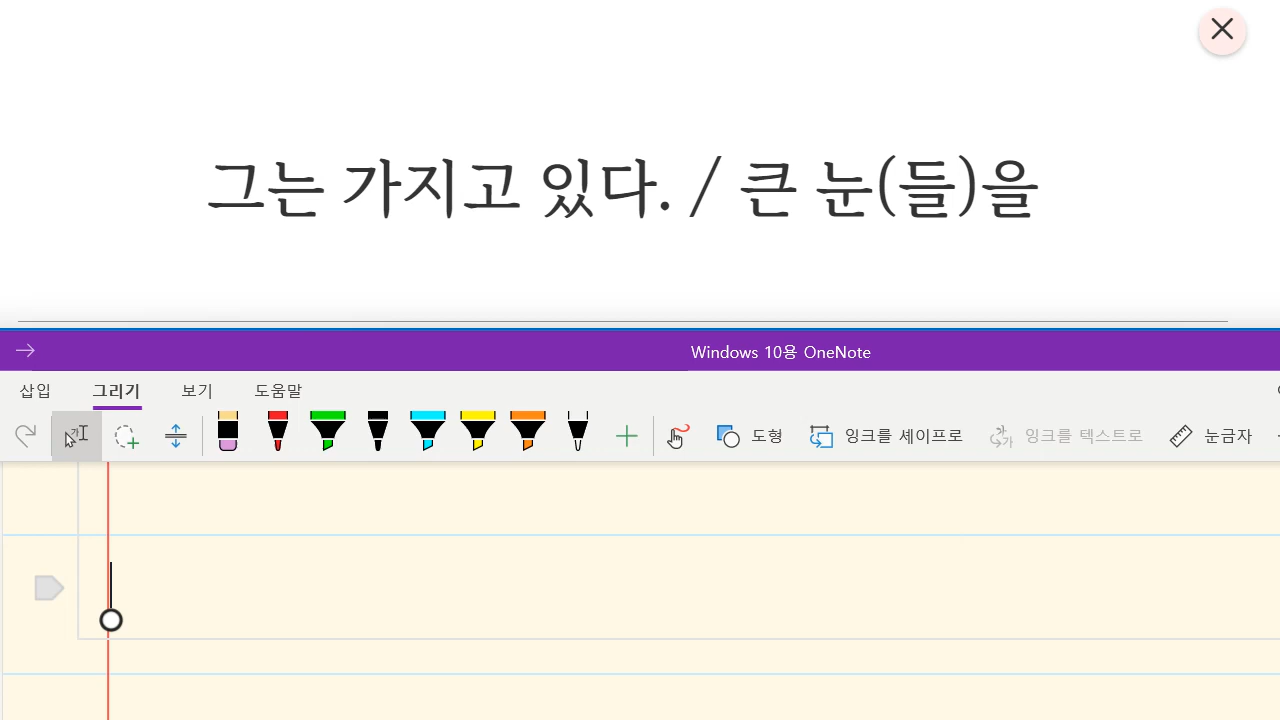 그는 가지고 있다. / 큰 눈(들)을
Windows 10용 OneNote
삽입 그리기 보기 도움말
가 도형 잉크를 셰이프로 잉크를 텍스트로 눈금자